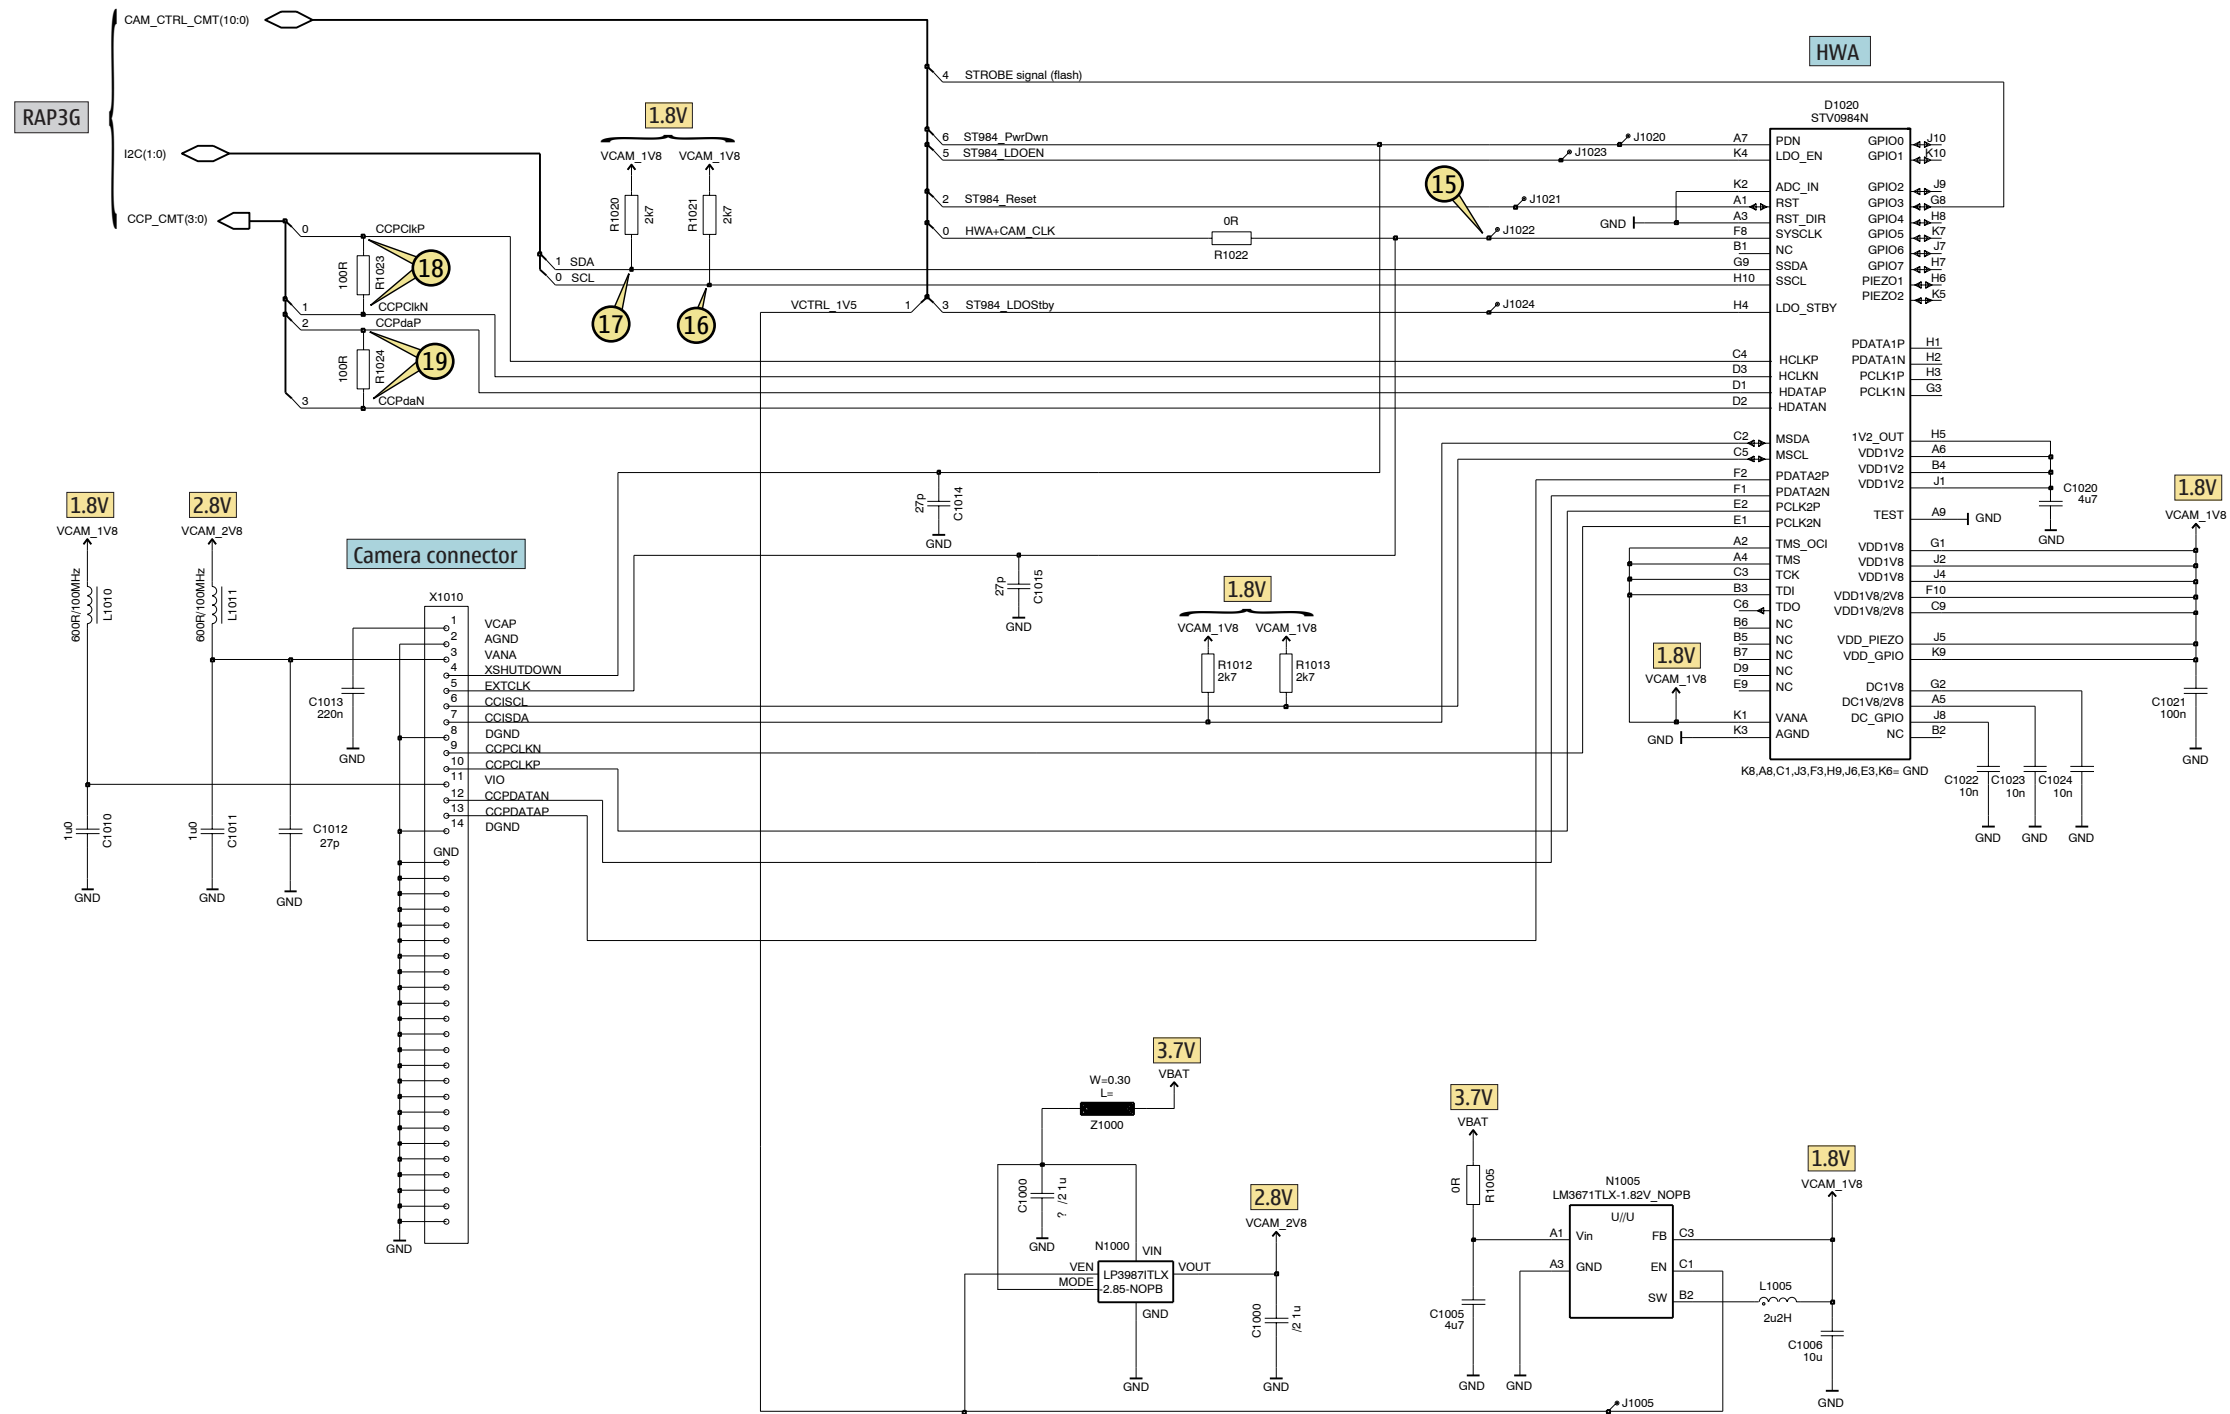 CAM_CTRL_CMT(10:0)
RAP3G
I2C(1:0)
CCP_CMT(3:0)
HWA
4 STROBE signal (flash)
6 ST984_PwrDwn
J1020
5 ST984_LDOEN
J1023
2 ST984_Reset
J1021
0 HWA+CAM_CLK
0R
R1022
15
J1022
1 SDA
0 SCL
VCTRL_1V5 1
3 ST984_LDOStby
J1024
1.8V
VCAM_1V8 VCAM_1V8
R1020
2k7
R1021
2k7
17
16
0 CCPClkP
100R
R1023
18
1 CCPClkN
2 CCPdaP
100R
R1024
19
3 CCPdaN
D1020
STV0984N
A7 PDN
K4 LDO_EN
K2 ADC_IN
A1 RST
A3 RST_DIR
GND
F8 SYSCLK
B1 NC
G9 SSDA
H10 SSCL
H4 LDO_STBY
C4 HCLKP
D3 HCLKN
D1 HDATAP
D2 HDATAN
C2 MSDA
C5 MSCL
F2 PDATA2P
F1 PDATA2N
E2 PCLK2P
E1 PCLK2N
A2 TMS_OCI
A4 TMS
C3 TCK
B3 TDI
C6 TDO
B6 NC
B5 NC
B7 NC
D9 NC
E9 NC
K1 VANA
K3 AGND
GND
1.8V
VCAM_1V8
GPIO0 J10
GPIO1 K10
GPIO2 J9
GPIO3 G8
GPIO4 H8
GPIO5 K7
GPIO6 J7
GPIO7 H7
PIEZO1 H6
PIEZO2 K5
PDATA1P H1
PDATA1N H2
PCLK1P H3
PCLK1N G3
1V2_OUT H5
VDD1V2 A6
VDD1V2 B4
VDD1V2 J1
TEST A9
GND
VDD1V8 G1
VDD1V8 J2
VDD1V8 J4
VDD1V8/2V8 F10
VDD1V8/2V8 C9
VDD_PIEZO J5
VDD_GPIO K9
DC1V8 G2
DC1V8/2V8 A5
DC_GPIO J8
NC B2
K8,A8,C1,J3,F3,H9,J6,E3,K6= GND
C1020
4u7
GND
1.8V
VCAM_1V8
C1021
100n
GND
C1022
10n
GND
C1023
10n
GND
C1024
10n
GND
1.8V
VCAM_1V8
600R/100MHz
L1010
1u0
C1010
GND
2.8V
VCAM_2V8
600R/100MHz
L1011
1u0
C1011
GND
C1012
27p
GND
C1013
220n
GND
Camera connector
X1010
1 VCAP
2 AGND
3 VANA
4 XSHUTDOWN
5 EXTCLK
6 CCISCL
7 CCISDA
8 DGND
9 CCPCLKN
10 CCPCLKP
11 VIO
12 CCPDATAN
13 CCPDATAP
14 DGND
GND
GND
27p
C1014
GND
27p
C1015
GND
1.8V
VCAM_1V8 VCAM_1V8
R1012
2k7
R1013
2k7
3.7V
VBAT
W=0.30
L=
Z1000
C1000
? /2 1u
GND
N1000
VIN
VEN
MODE
LP3987ITLX
-2.85-NOPB
VOUT
GND
GND
2.8V
VCAM_2V8
C1000
/2 1u
GND
3.7V
VBAT
0R
R1005
C1005
4u7
GND
GND
N1005
LM3671TLX-1.82V_NOPB
U//U
A1 Vin
A3 GND
FB C3
EN C1
SW B2
L1005
2u2H
1.8V
VCAM_1V8
C1006
10u
GND
J1005